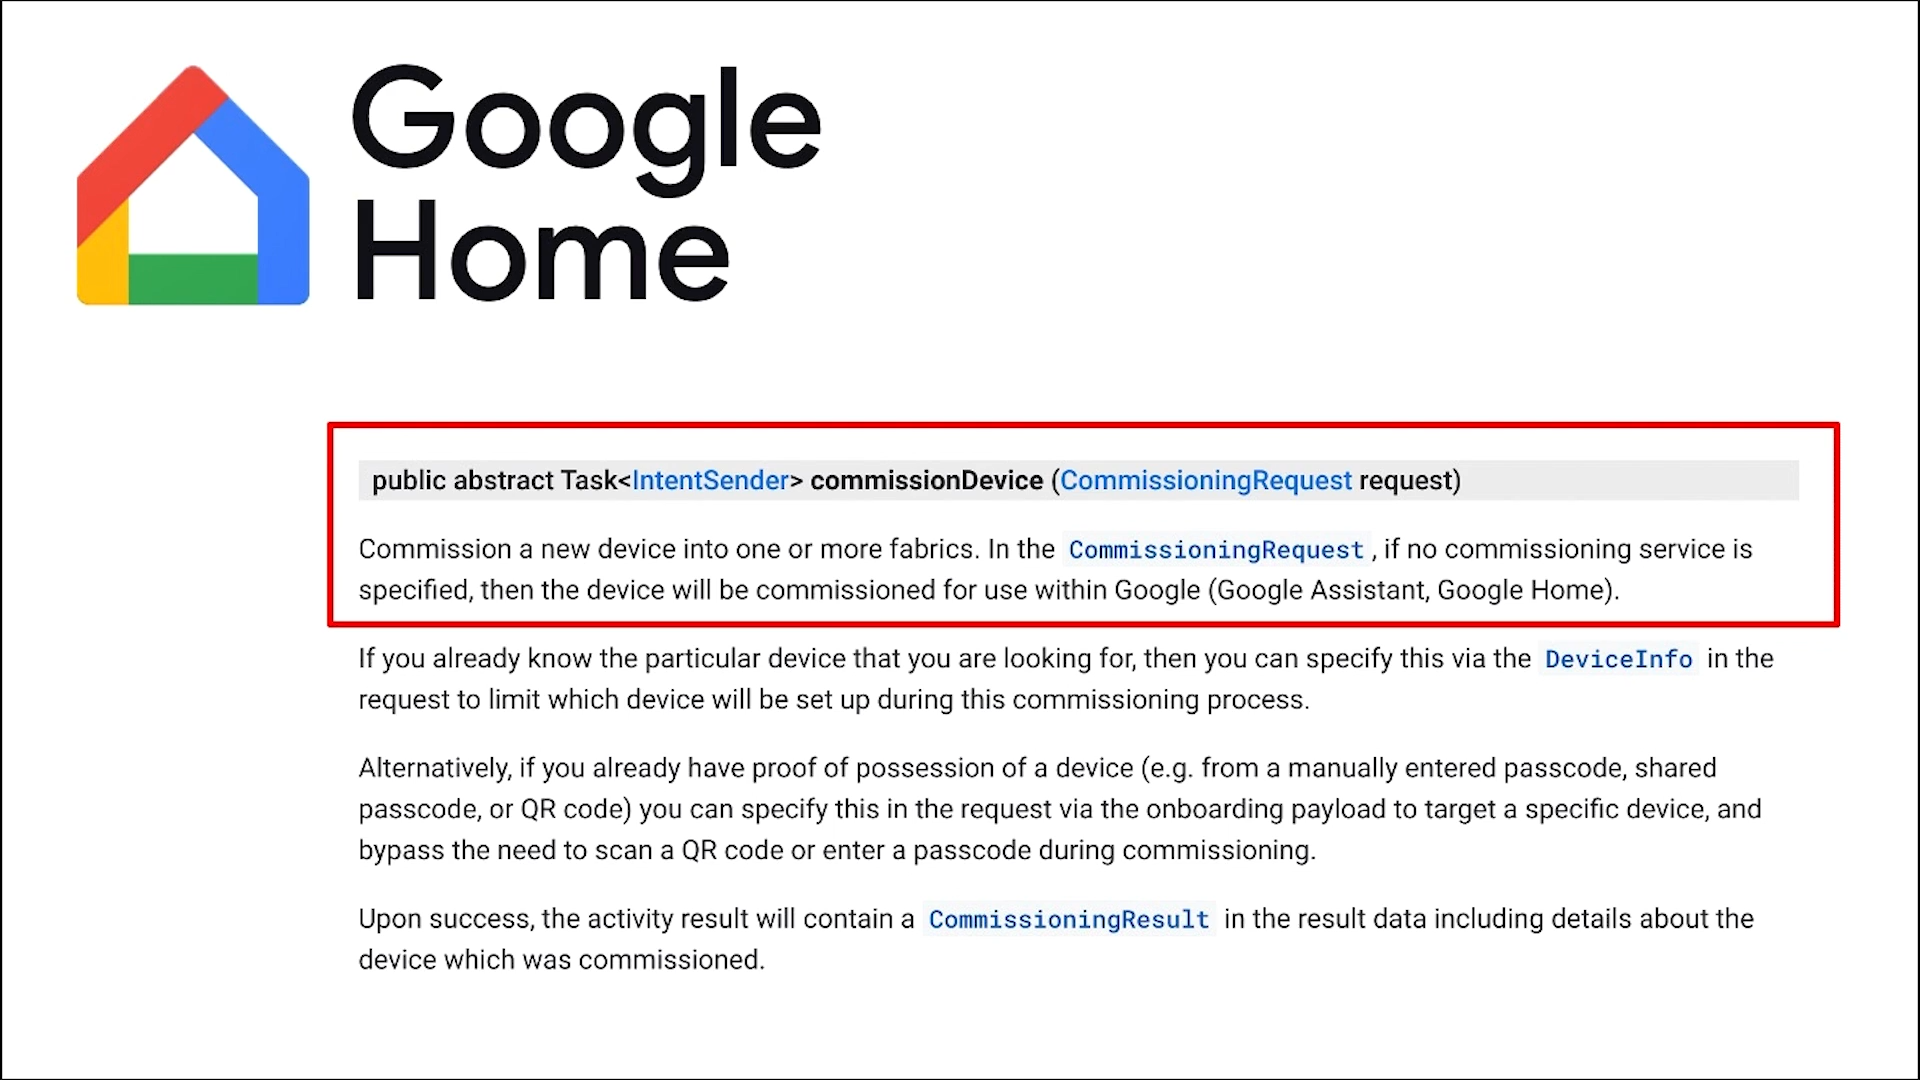 Google
Home
public abstract Task<IntentSender> commissionDevice (CommissioningRequest request)
Commission a new device into one or more fabrics. In the CommissioningRequest, if no commissioning service is
specified, then the device will be commissioned for use within Google (Google Assistant, Google Home).
If you already know the particular device that you are looking for, then you can specify this via the DeviceInfo in the
request to limit which device will be set up during this commissioning process.
Alternatively, if you already have proof of possession of a device (e.g. from a manually entered passcode, shared
passcode, or QR code) you can specify this in the request via the onboarding payload to target a specific device, and
bypass the need to scan a QR code or enter a passcode during commissioning.
Upon success, the activity result will contain a CommissioningResult in the result data including details about the
device which was commissioned.